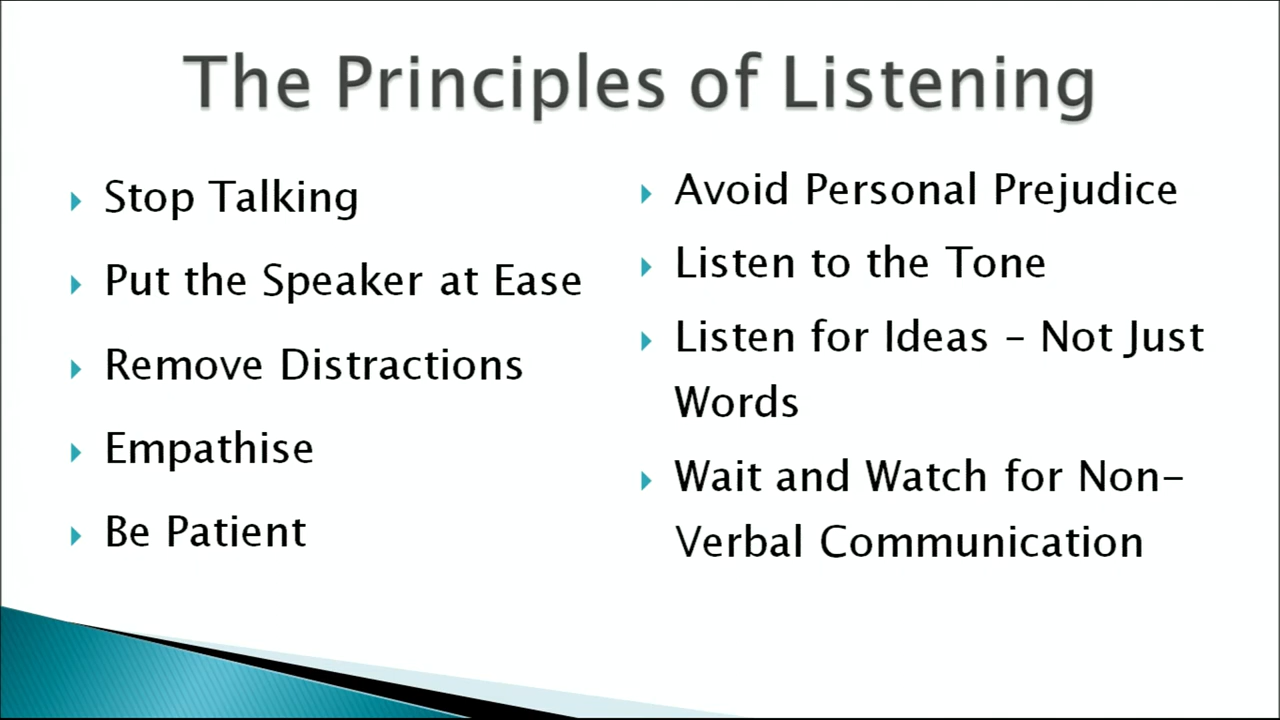 The Principles of Listening
Stop Talking
Put the Speaker at Ease
Remove Distractions
Empathise
Be Patient
Avoid Personal Prejudice
Listen to the Tone
Listen for Ideas – Not Just
Words
Wait and Watch for Non-
Verbal Communication